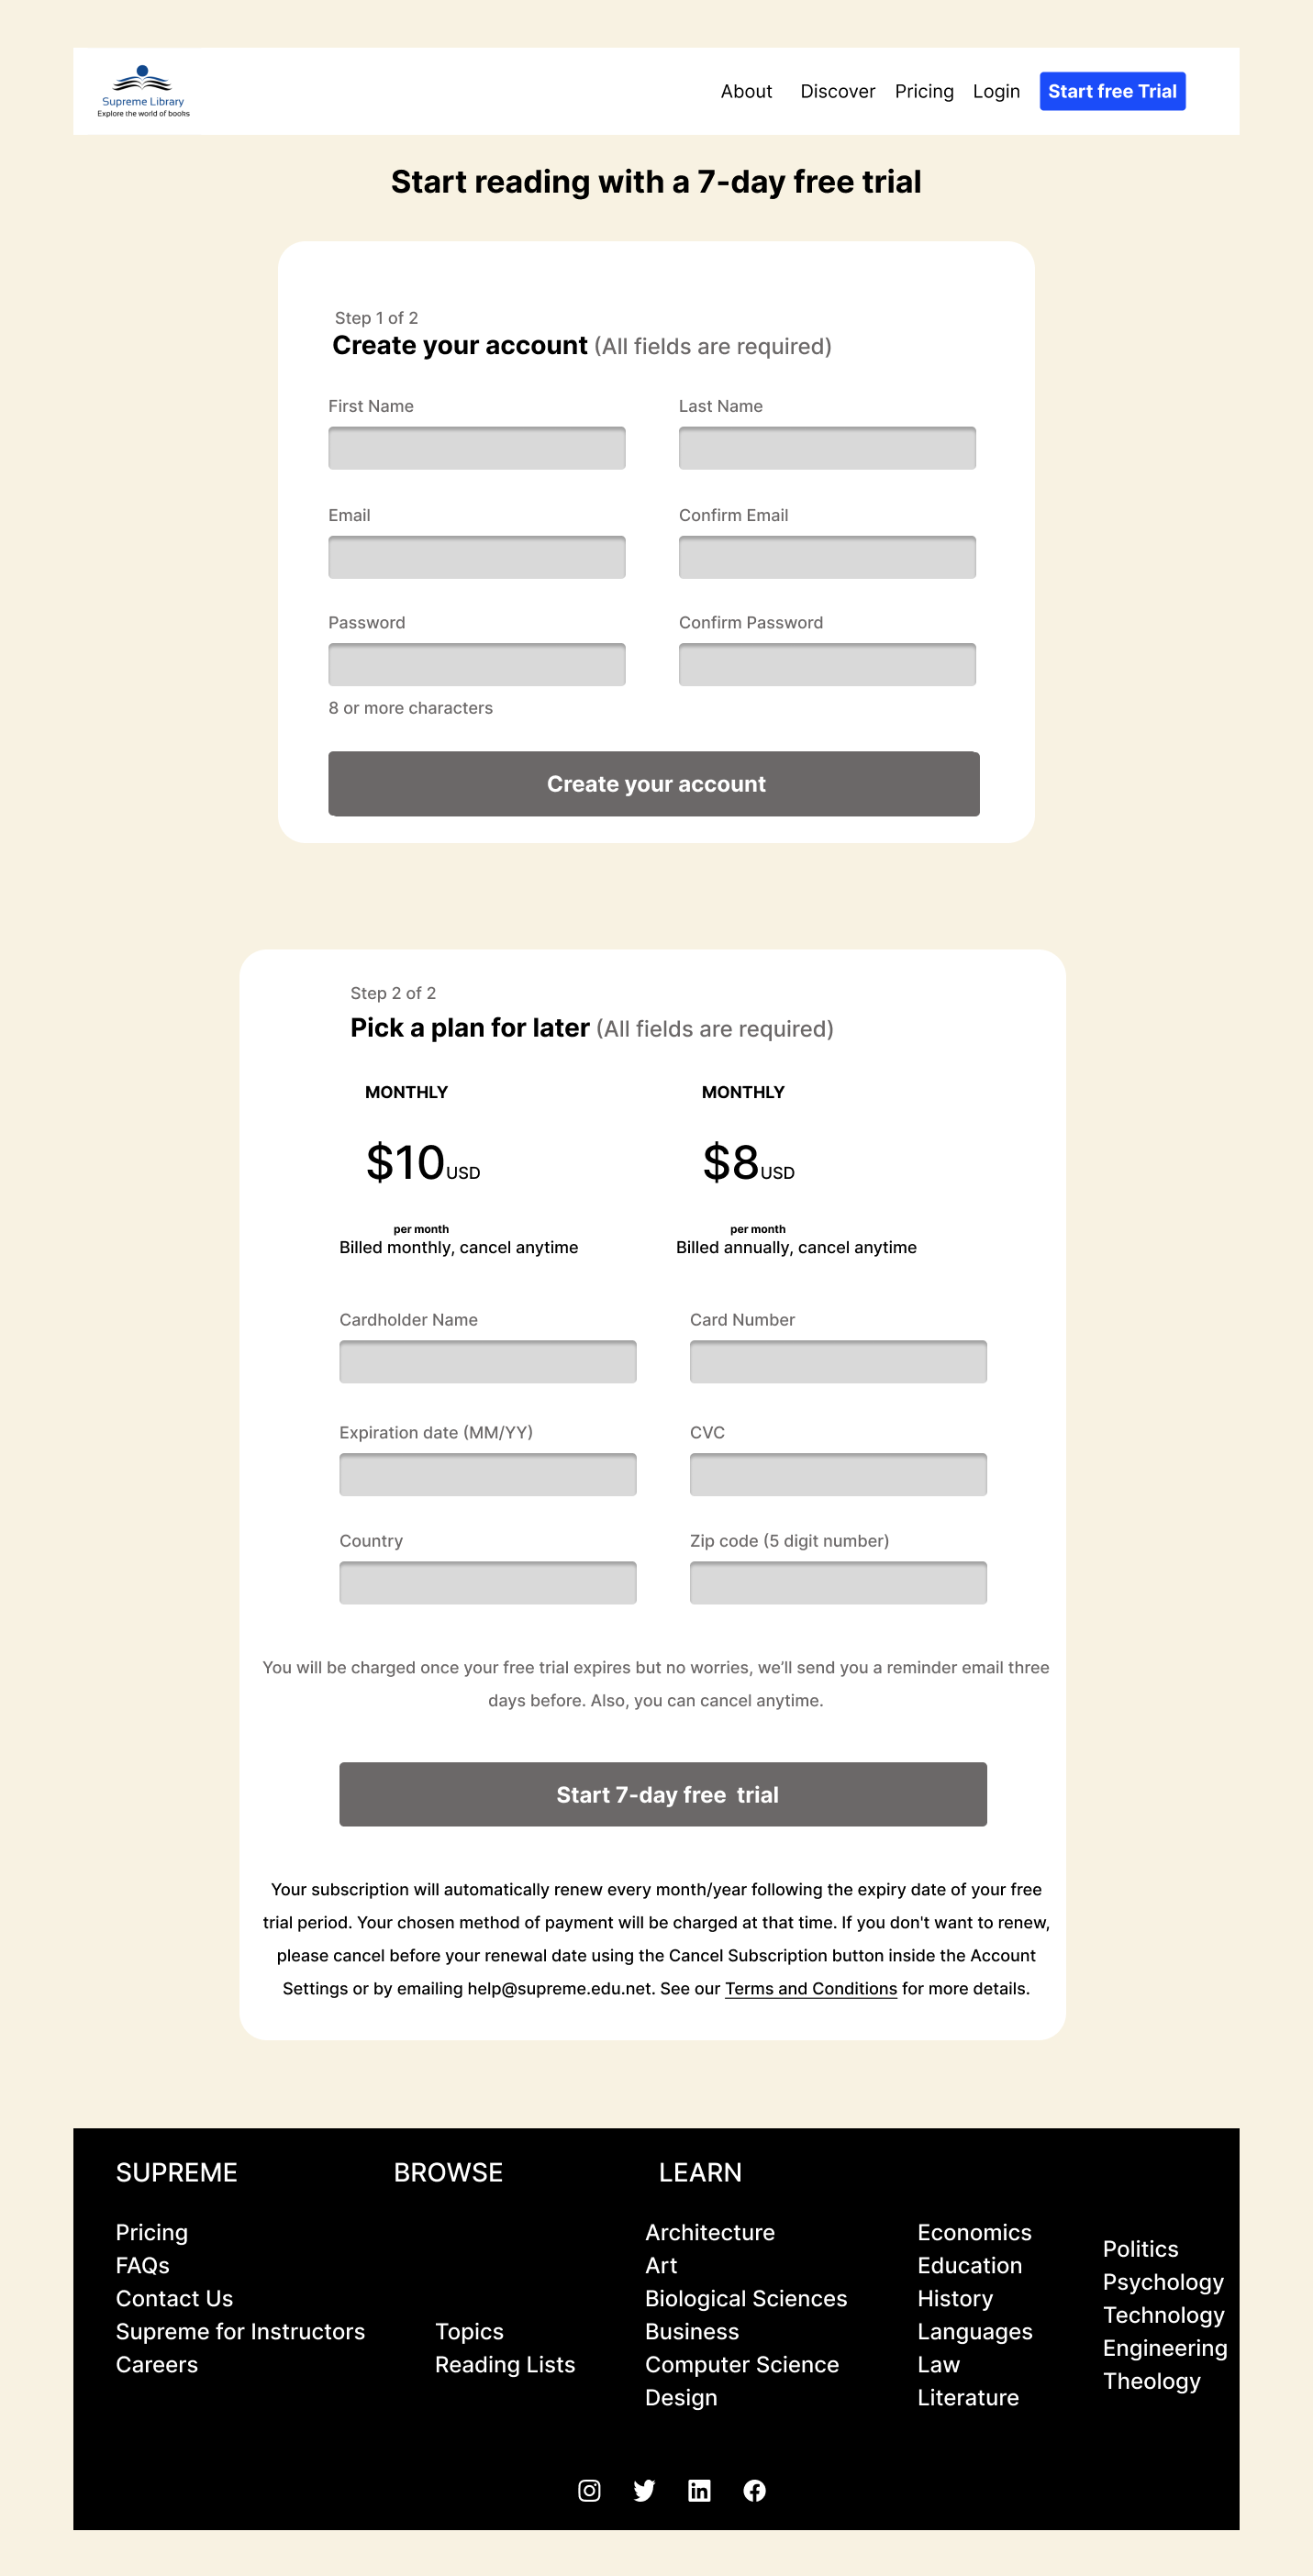 Supreme Library
Explore the world of books
About Discover Pricing Login Start free Trial
Start reading with a 7-day free trial
Step 1 of 2
Create your account (All fields are required)
First Name Last Name
Email Confirm Email
Password Confirm Password
8 or more characters
Create your account
Step 2 of 2
Pick a plan for later (All fields are required)
MONTHLY MONTHLY
$10USD $8USD
per month per month
Billed monthly, cancel anytime Billed annually, cancel anytime
Cardholder Name Card Number
Expiration date (MM/YY) CVC
Country Zip code (5 digit number)
You will be charged once your free trial expires but no worries, we’ll send you a reminder email three
days before. Also, you can cancel anytime.
Start 7-day free  trial
Your subscription will automatically renew every month/year following the expiry date of your free
trial period. Your chosen method of payment will be charged at that time. If you don't want to renew,
please cancel before your renewal date using the Cancel Subscription button inside the Account
Settings or by emailing help@supreme.edu.net. See our Terms and Conditions for more details.
SUPREME
Pricing
FAQs
Contact Us
Supreme for Instructors
Careers
BROWSE
Topics
Reading Lists
LEARN
Architecture
Art
Biological Sciences
Business
Computer Science
Design
Economics
Education
History
Languages
Law
Literature
Politics
Psychology
Technology
Engineering
Theology